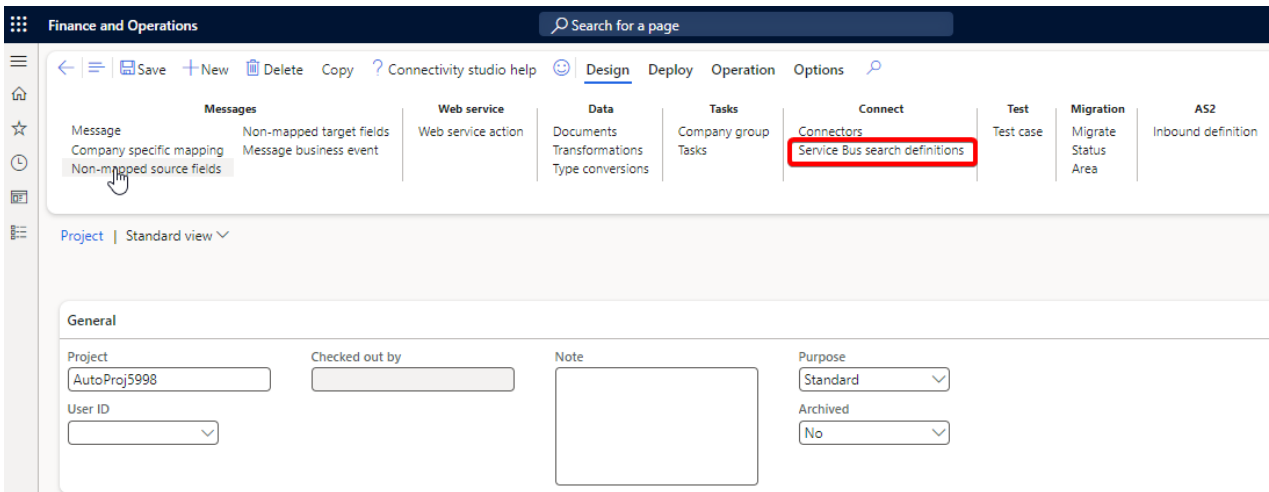 Finance and Operations
Search for a page
Save New Delete Copy ? Connectivity studio help Design Deploy Operation Options
Messages Web service Data Tasks Connect Test Migration AS2
Message Non-mapped target fields Web service action Documents Company group Connectors Test case Migrate Inbound definition
Company specific mapping Message business event Transformations Tasks Service Bus search definitions Status
Non-mapped source fields Type conversions Area
Project | Standard view
General
Project Checked out by Note Purpose
AutoProj5998 Standard
User ID Archived
No